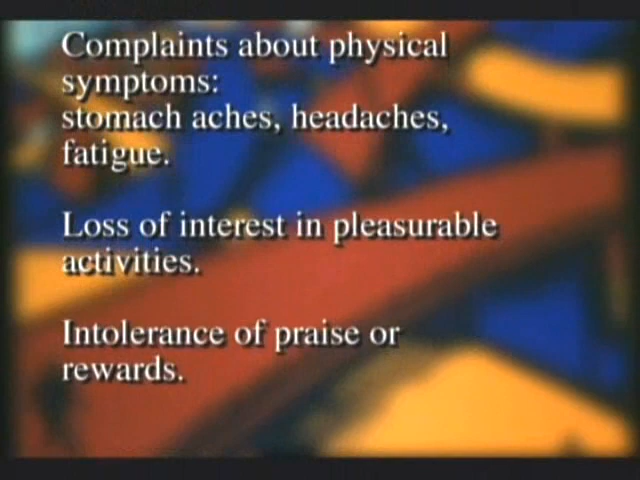 Complaints about physical
symptoms:
stomach aches, headaches,
fatigue.
Loss of interest in pleasurable
activities.
Intolerance of praise or
rewards.